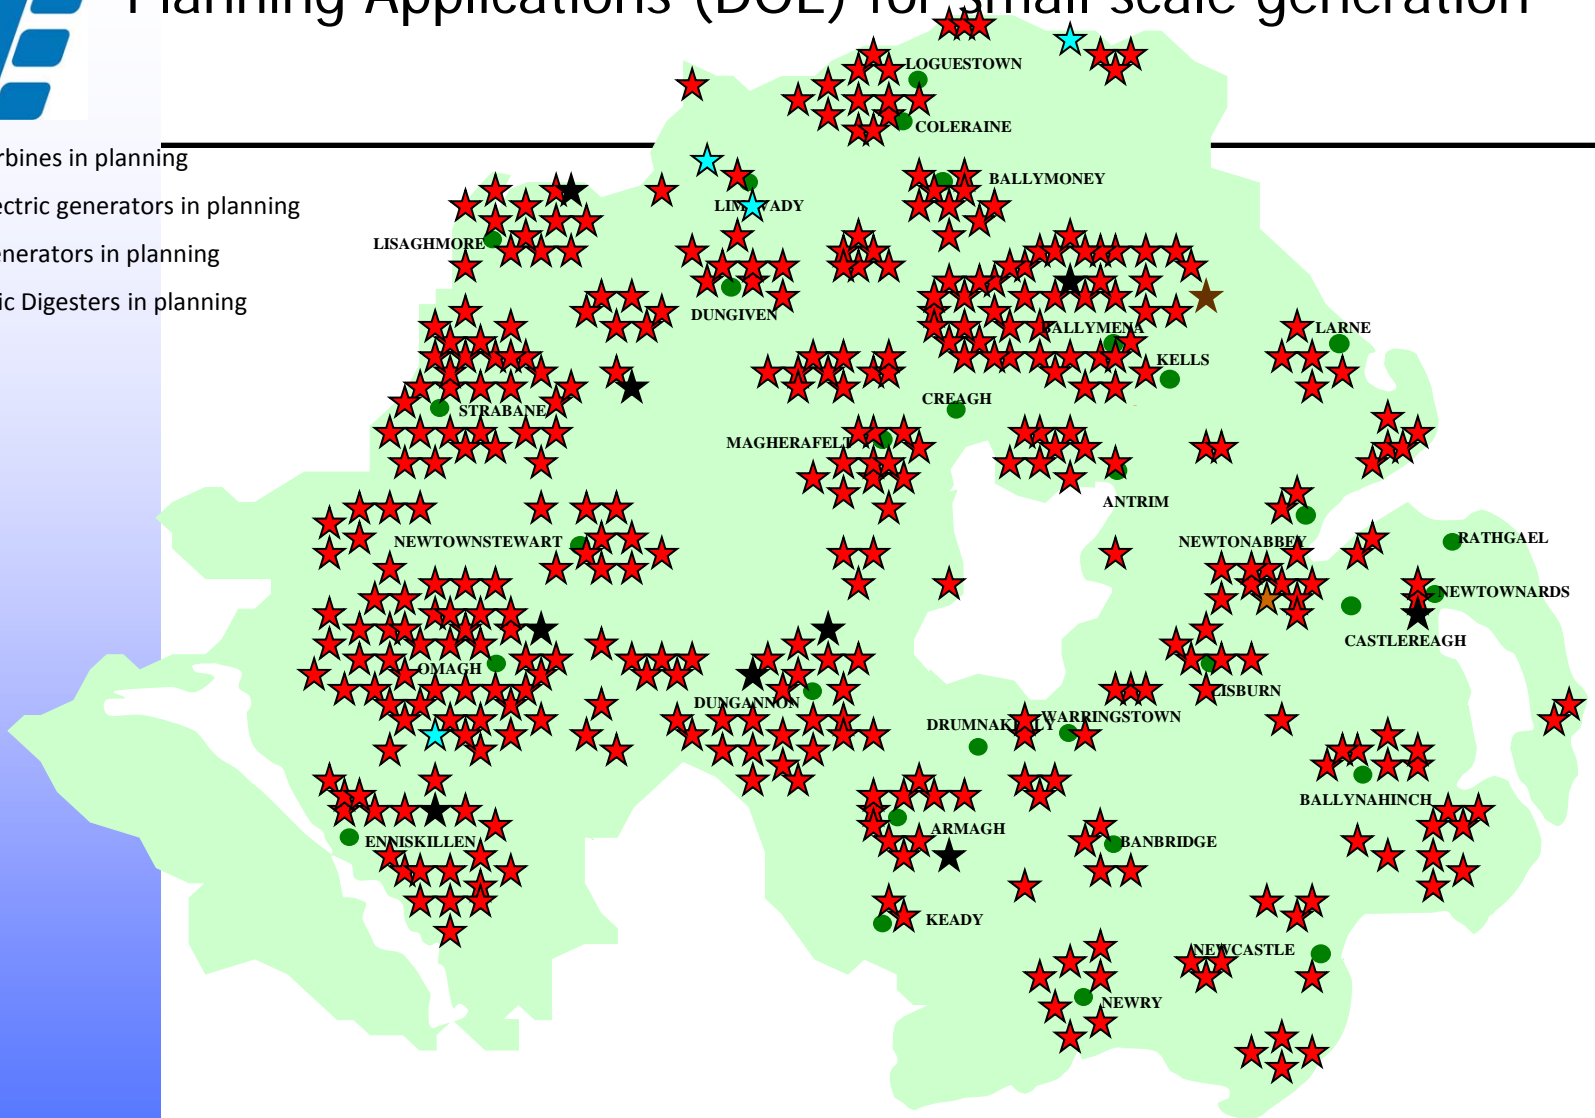 Planning Applications (DOE) for small scale generation
LOGUESTOWN
COLERAINE
rbines in planning
BALLYMONEY
ectric generators in planning
LIMAVADY
LISAGHMORE
enerators in planning
ic Digesters in planning
DUNGIVEN
BALLYMENA
LARNE
KELLS
CREAGH
STRABANE
MAGHERAFELT
ANTRIM
NEWTOWNSTEWART
NEWTONABBEY
RATHGAEL
NEWTOWNARDS
CASTLEREAGH
OMAGH
LISBURN
DUNGANNON
WARRINGSTOWN
DRUMNAKELLY
BALLYNAHINCH
ARMAGH
ENNISKILLEN
BANBRIDGE
KEADY
NEWCASTLE
NEWRY